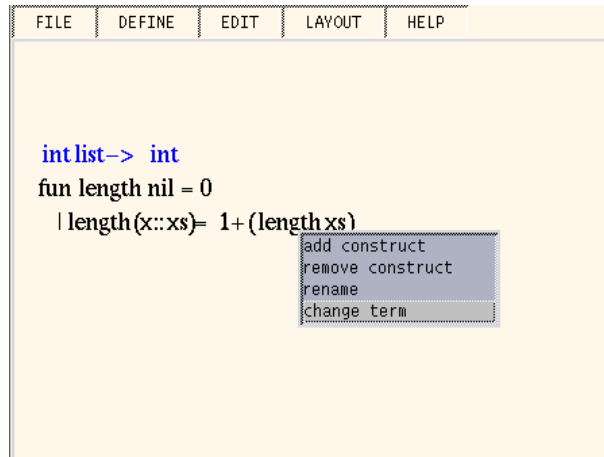 FILE DEFINE EDIT LAYOUT HELP
int list-> int
fun length nil = 0
| length(x::xs)= 1+(length xs)
add construct
remove construct
rename
change term